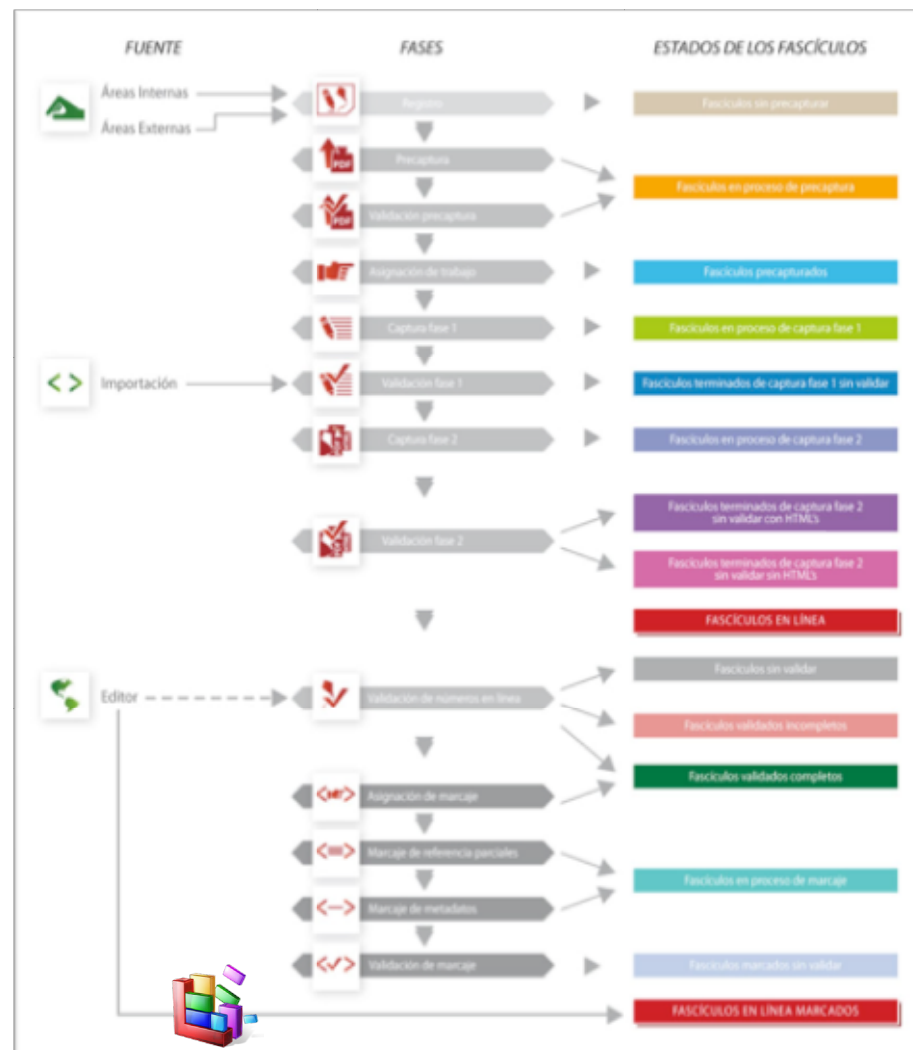 FUENTE FASES ESTADOS DE LOS FASCÍCULOS
Áreas Internas
Registro Fascículos sin precapturar
Áreas Externas
PDF Precaptura
Fascículos en proceso de precaptura
PDF Validación precaptura
Asignación de trabajo Fascículos precapturados
Captura fase 1 Fascículos en proceso de captura fase 1
Importación Validación fase 1 Fascículos terminados de captura fase 1 sin validar
Captura fase 2 Fascículos en proceso de captura fase 2
Fascículos terminados de captura fase 2
sin validar con HTMLs
Validación fase 2
Fascículos terminados de captura fase 2
sin validar sin HTMLs
FASCÍCULOS EN LÍNEA
Fascículos sin validar
Editor Validación de números en línea
Fascículos validados incompletos
Fascículos validados completos
Asignación de marcaje
Marcaje de referencia parciales
Fascículos en proceso de marcaje
Marcaje de metadatos
Validación de marcaje Fascículos marcados sin validar
FASCÍCULOS EN LÍNEA MARCADOS